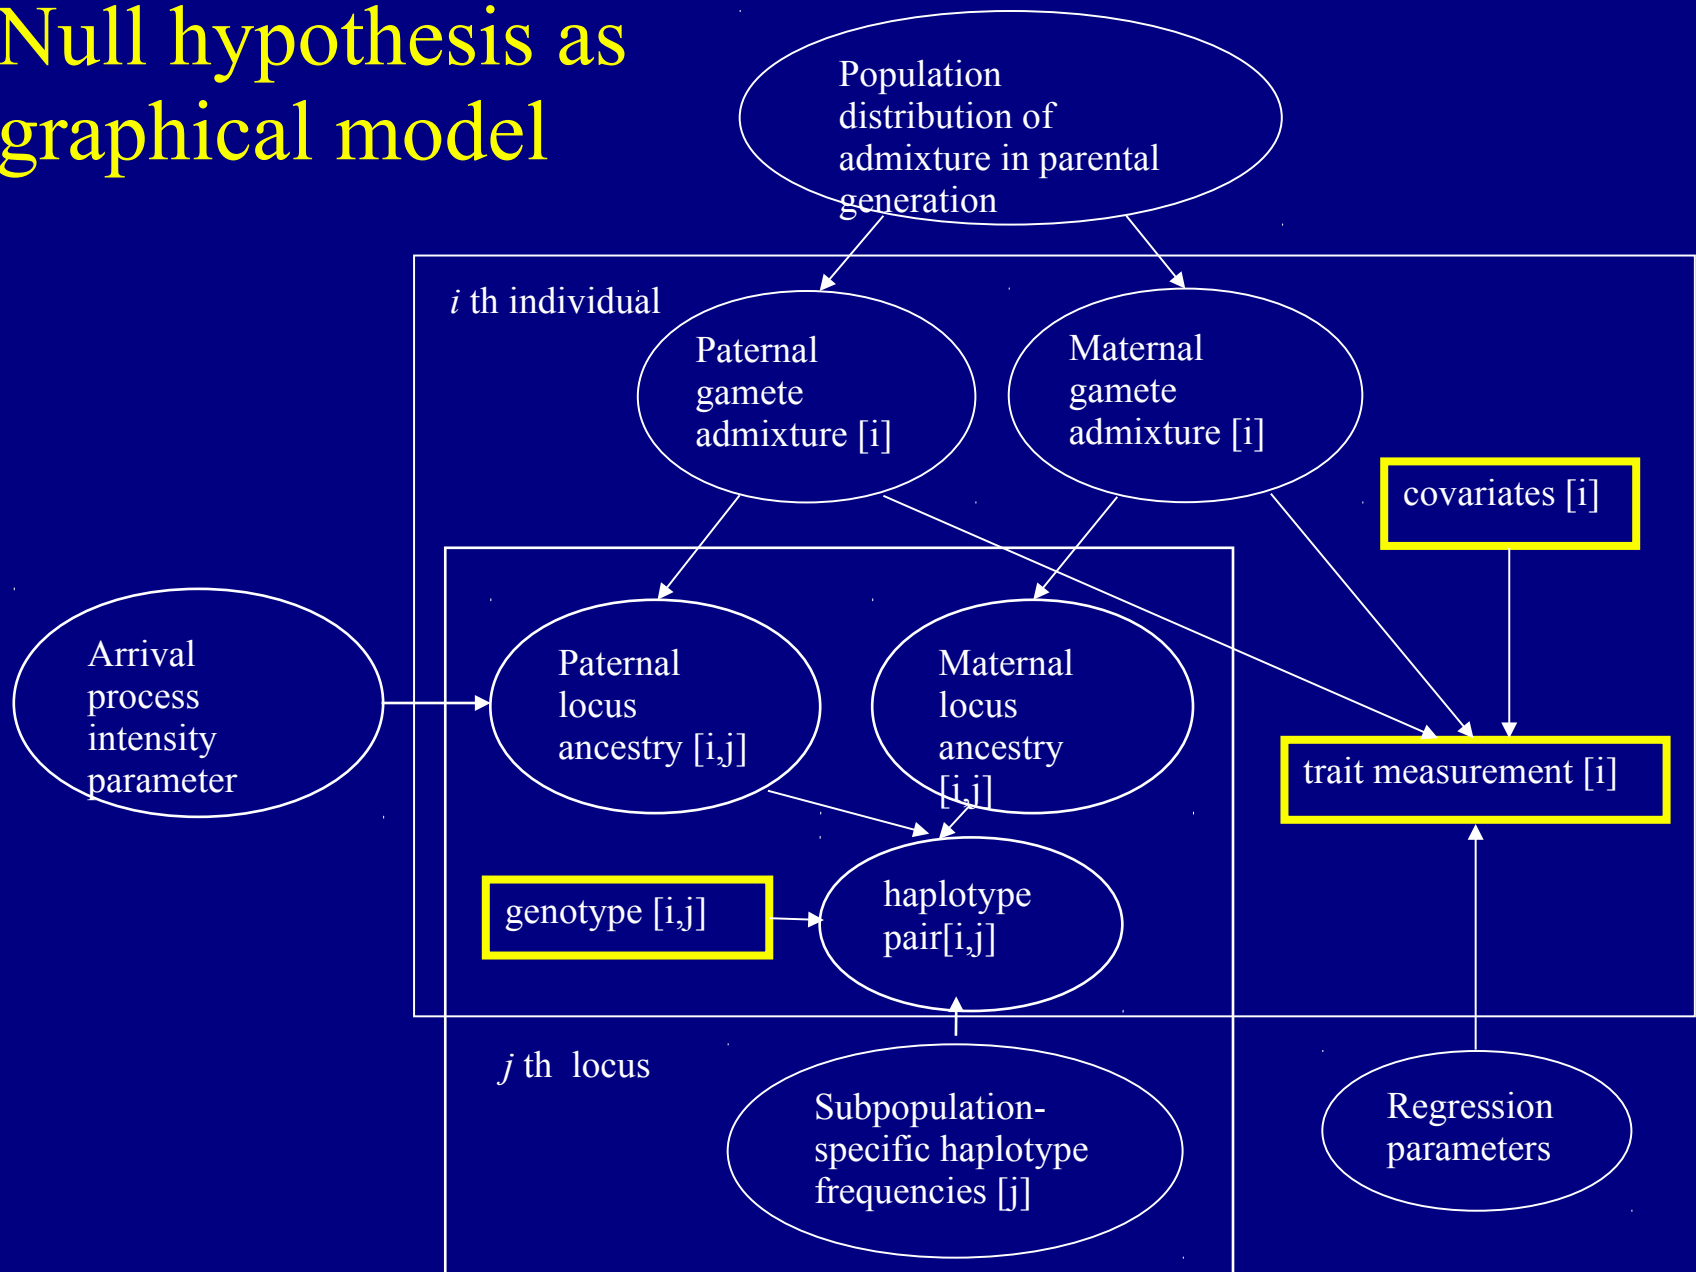 Null hypothesis as
graphical model
Population
distribution of
admixture in parental
generation
i th individual
Paternal
gamete
admixture [i]
Maternal
gamete
admixture [i]
covariates [i]
Arrival
process
intensity
parameter
Paternal
locus
ancestry [i,j]
Maternal
locus
ancestry
[i,j]
trait measurement [i]
genotype [i,j]
haplotype
pair[i,j]
j th  locus
Subpopulation-
specific haplotype
frequencies [j]
Regression
parameters